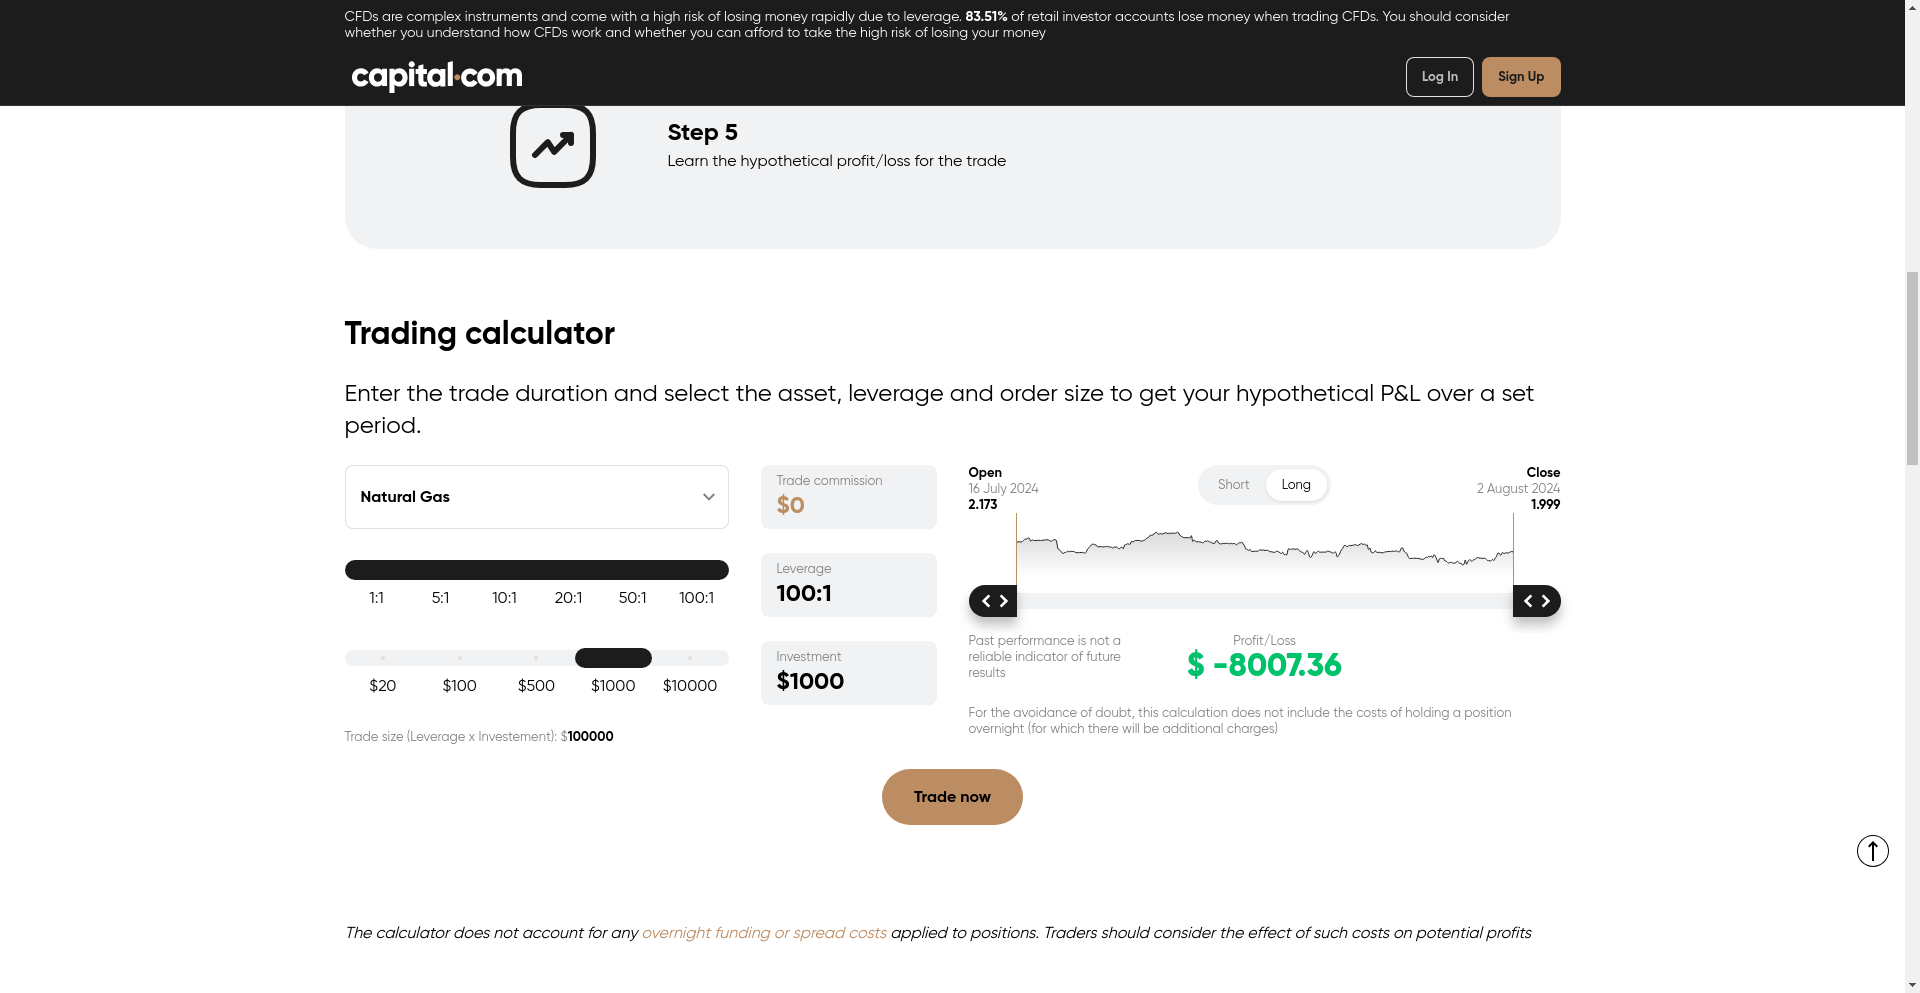 CFDs are complex instruments and come with a high risk of losing money rapidly due to leverage. 83.51% of retail investor accounts lose money when trading CFDs. You should consider
whether you understand how CFDs work and whether you can afford to take the high risk of losing your money
capital.com
Log In
Sign Up
Step 5
Learn the hypothetical profit/loss for the trade
Trading calculator
Enter the trade duration and select the asset, leverage and order size to get your hypothetical P&L over a set
period.
Natural Gas
1:1 5:1 10:1 20:1 50:1 100:1
$20 $100 $500 $1000 $10000
Trade size (Leverage x Investement): $100000
Trade commission
$0
Leverage
100:1
Investment
$1000
Open
16 July 2024
2.173
Short Long
Close
2 August 2024
1.999
Past performance is not a
reliable indicator of future
results
Profit/Loss
$ -8007.36
For the avoidance of doubt, this calculation does not include the costs of holding a position
overnight (for which there will be additional charges)
Trade now
The calculator does not account for any overnight funding or spread costs applied to positions. Traders should consider the effect of such costs on potential profits